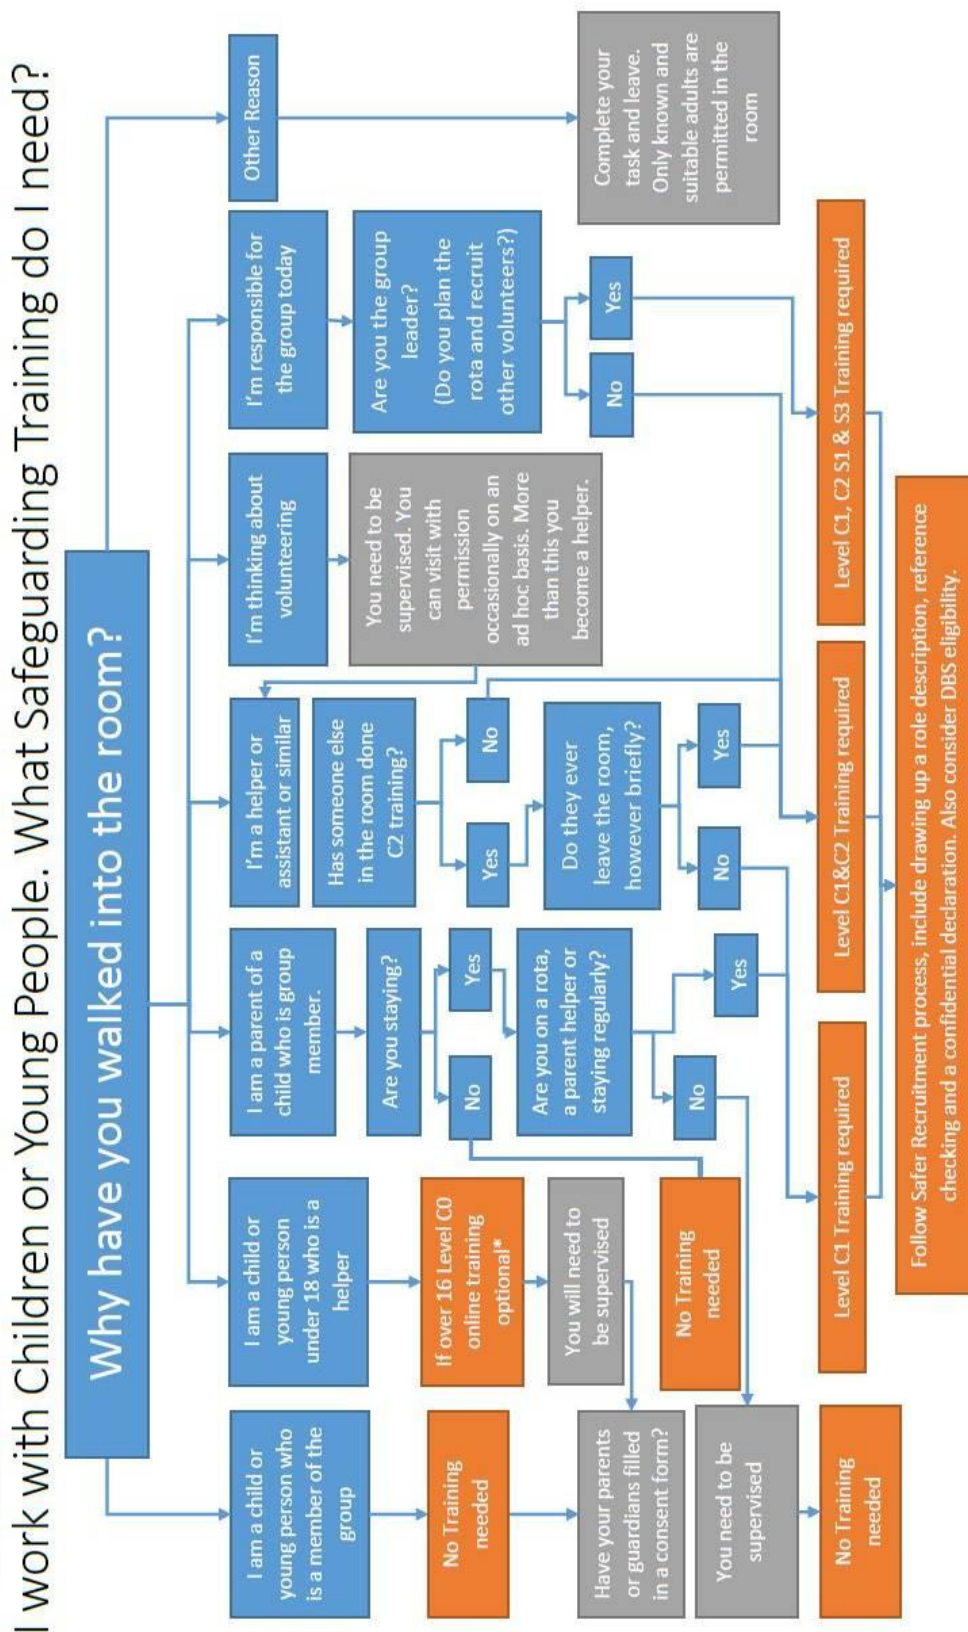 I work with Children or Young People. What Safeguarding Training do I need?
Why have you walked into the room?
I am a child or
young person who
is a member of the
group
No Training
needed
Have your parents
or guardians filled
in a consent form?
I am a child or
young person
under 18 who is a
helper
If over 16 Level C0
online training
optional*
You will need to
be supervised
I am a parent of a
child who is group
member.
Are you staying?
No
Yes
No Training
needed
Are you on a rota,
a parent helper or
staying regularly?
No
Yes
You need to be
supervised
No Training
needed
I'm a helper or
assistant or similar
Has someone else
in the room done
C2 training?
Yes
No
Do they ever
leave the room,
however briefly?
No
Yes
I'm thinking about
volunteering
You need to be
supervised. You
can visit with
permission
occasionally on an
ad hoc basis. More
than this you
become a helper.
I'm responsible for
the group today
Are you the group
leader?
(Do you plan the
rota and recruit
other volunteers?)
No
Yes
Other Reason
Complete your
task and leave.
Only known and
suitable adults are
permitted in the
room
Level C1 Training required
Level C1&C2 Training required
Level C1, C2 S1 & S3 Training required
Follow Safer Recruitment process, include drawing up a role description, reference
checking and a confidential declaration. Also consider DBS eligibility.